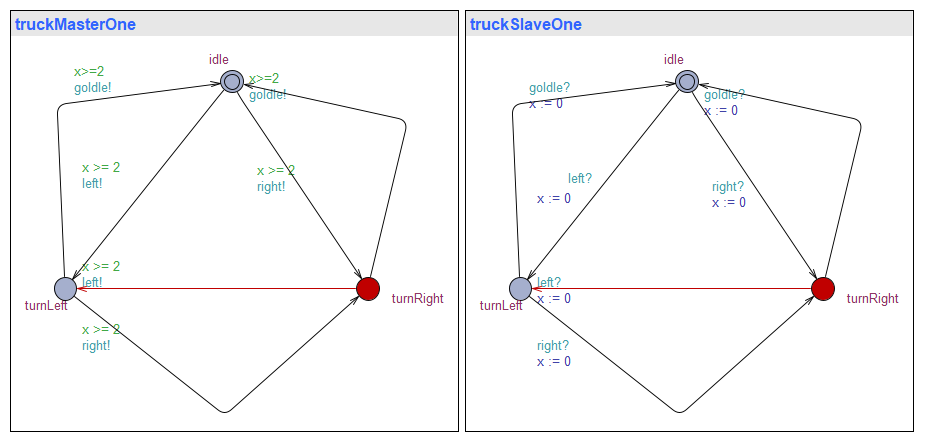 truckMasterOne
idle
x>=2
goIdle!
x>=2
goIdle!
x >= 2
left!
x >= 2
right!
x >= 2
left!
turnLeft
turnRight
x >= 2
right!
truckSlaveOne
idle
goIdle?
x := 0
goIdle?
x := 0
left?
x := 0
right?
x := 0
left?
x := 0
turnLeft
turnRight
right?
x := 0